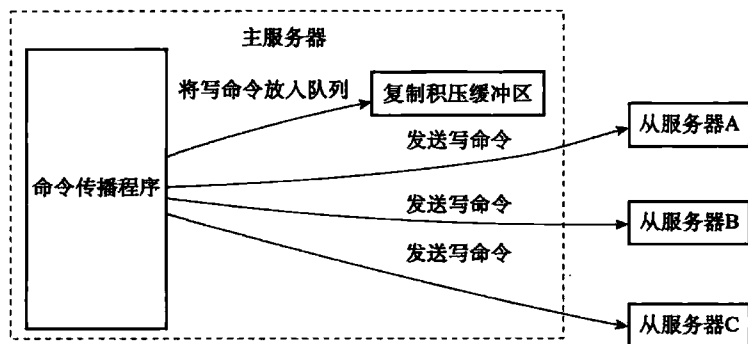 主服务器
将写命令放入队列
复制积压缓冲区
发送写命令
从服务器A
命令传播程序
发送写命令
从服务器B
发送写命令
从服务器C